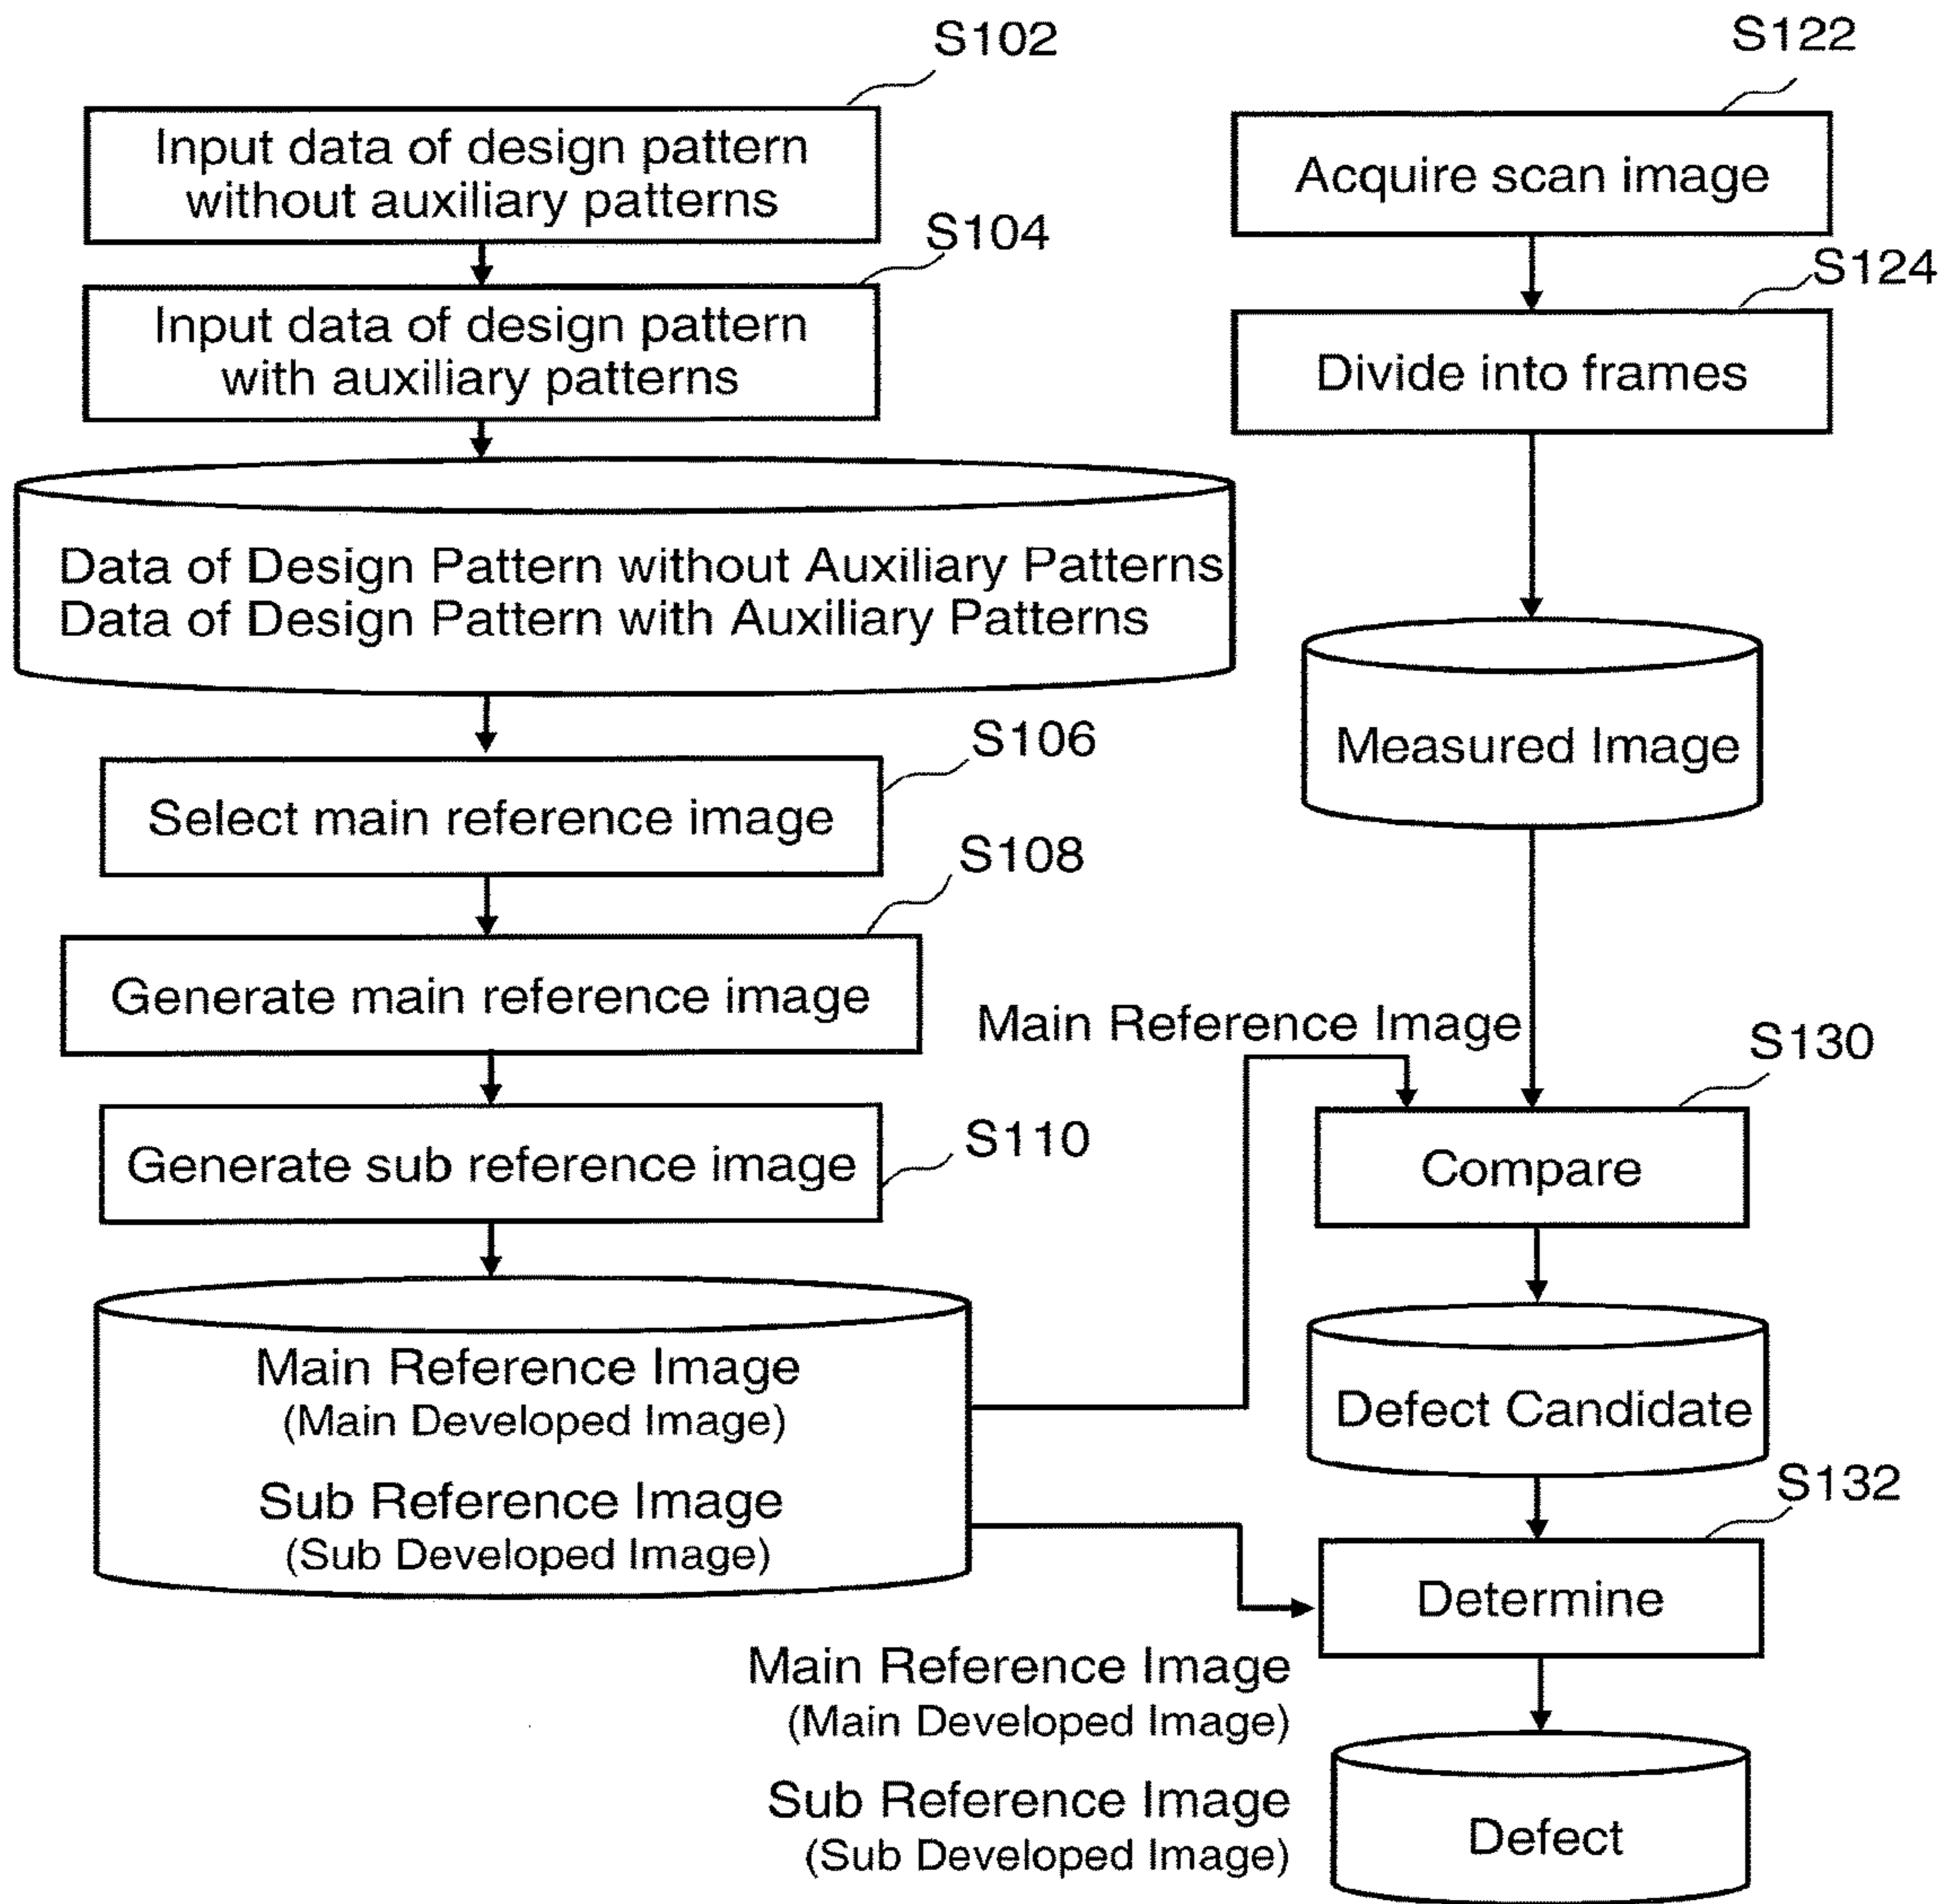 S102
Input data of design pattern
without auxiliary patterns
S104
Input data of design pattern
with auxiliary patterns
Data of Design Pattern without Auxiliary Patterns
Data of Design Pattern with Auxiliary Patterns
S106
Select main reference image
S108
Generate main reference image
S110
Generate sub reference image
Main Reference Image
(Main Developed Image)
Sub Reference Image
(Sub Developed Image)
S122
Acquire scan image
S124
Divide into frames
Measured Image
Main Reference Image
S130
Compare
Defect Candidate
S132
Determine
Main Reference Image
(Main Developed Image)
Sub Reference Image
(Sub Developed Image)
Defect